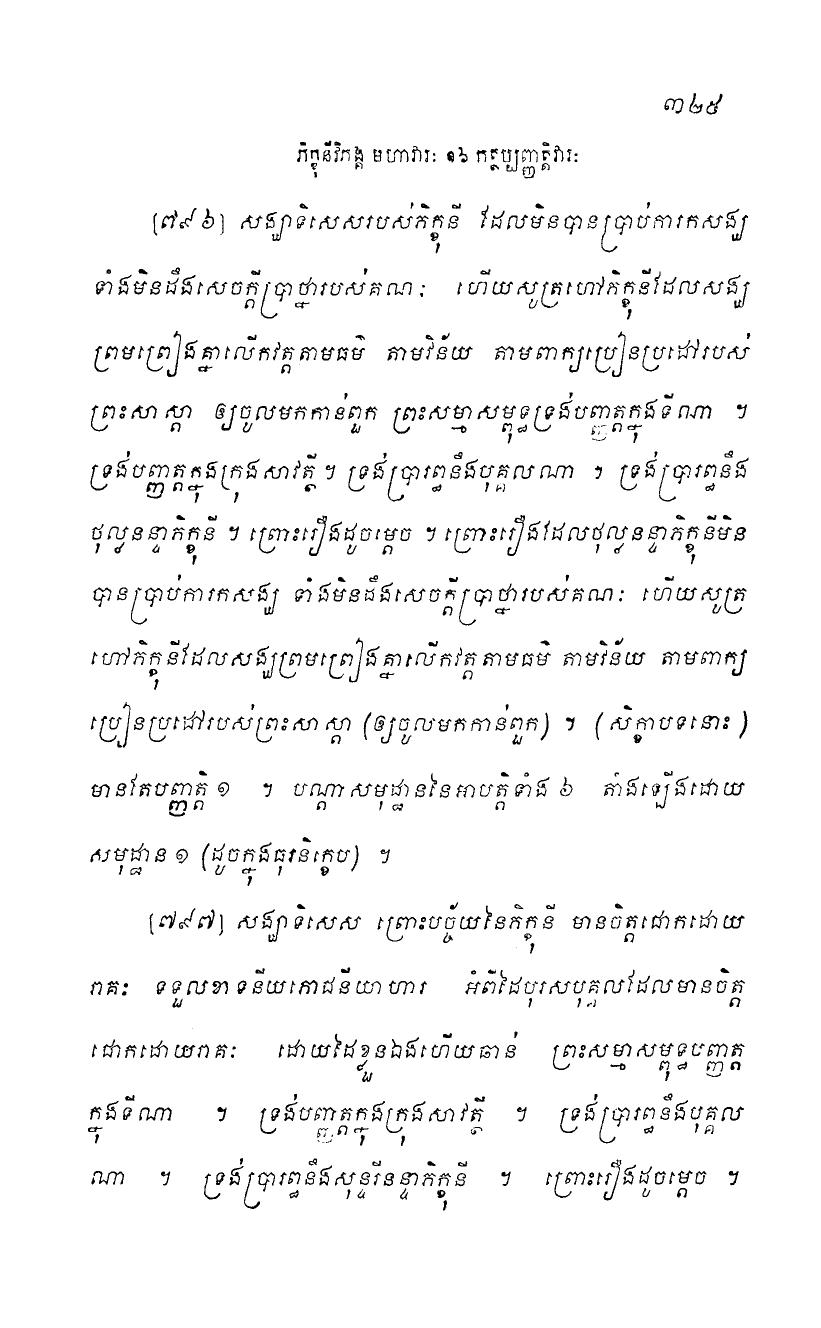 ៣២៥
ភិក្ខុនីវិភង្គ មហាវារៈ ១៦ កត្ថប្បញ្ញត្តិវារៈ
[៧៩៦] សង្ឃាទិសេសរបស់ភិក្ខុនី ដែលមិនបានប្រាប់ការកសង្ឃ
ទាំងមិនដឹងសេចក្តីប្រាថ្នារបស់គណៈ ហើយសូត្រហៅភិក្ខុនីដែលសង្ឃ
ព្រមព្រៀងគ្នាលើកវត្តតាមធម៌ តាមវិន័យ តាមពាក្យប្រៀនប្រដៅរបស់
ព្រះសាស្តា ឲ្យចូលមកកាន់ពួក ព្រះសម្មាសម្ពុទ្ធទ្រង់បញ្ញត្តក្នុងទីណា ។
ទ្រង់បញ្ញត្តក្នុងក្រុងសាវត្ថី ។ ទ្រង់ប្រារព្ធនឹងបុគ្គលណា ។ ទ្រង់ប្រារព្ធនឹង
ថុល្លនន្ទាភិក្ខុនី ។ ព្រោះរឿងដូចម្តេច ។ ព្រោះរឿងដែលថុល្លនន្ទាភិក្ខុនីមិន
បានប្រាប់ការកសង្ឃ ទាំងមិនដឹងសេចក្តីប្រាថ្នារបស់គណៈ ហើយសូត្រ
ហៅភិក្ខុនីដែលសង្ឃព្រមព្រៀងគ្នាលើកវត្តតាមធម៌ តាមវិន័យ តាមពាក្យ
ប្រៀនប្រដៅរបស់ព្រះសាស្តា (ឲ្យចូលមកកាន់ពួក) ។ (សិក្ខាបទនោះ)
មានតែបញ្ញត្តិ ១ ។ បណ្តាសមុដ្ឋាននៃអាបត្តិទាំង ៦ តាំងឡើងដោយ
សមុដ្ឋាន ១ (ដូចក្នុងធុរនិក្ខេប) ។
[៧៩៧] សង្ឃាទិសេស ព្រោះបច្ច័យនៃភិក្ខុនី មានចិត្តជោកដោយ
រាគៈ ទទួលខាទនីយភោជនីយាហារ អំពីដៃបុរសបុគ្គលដែលមានចិត្ត
ជោកដោយរាគៈ ដោយដៃខ្លួនឯងហើយឆាន់ ព្រះសម្មាសម្ពុទ្ធបញ្ញត្ត
ក្នុងទីណា ។ ទ្រង់បញ្ញត្តក្នុងក្រុងសាវត្ថី ។ ទ្រង់ប្រារព្ធនឹងបុគ្គល
ណា ។ ទ្រង់ប្រារព្ធនឹងសុន្ទរីនន្ទាភិក្ខុនី ។ ព្រោះរឿងដូចម្តេច ។